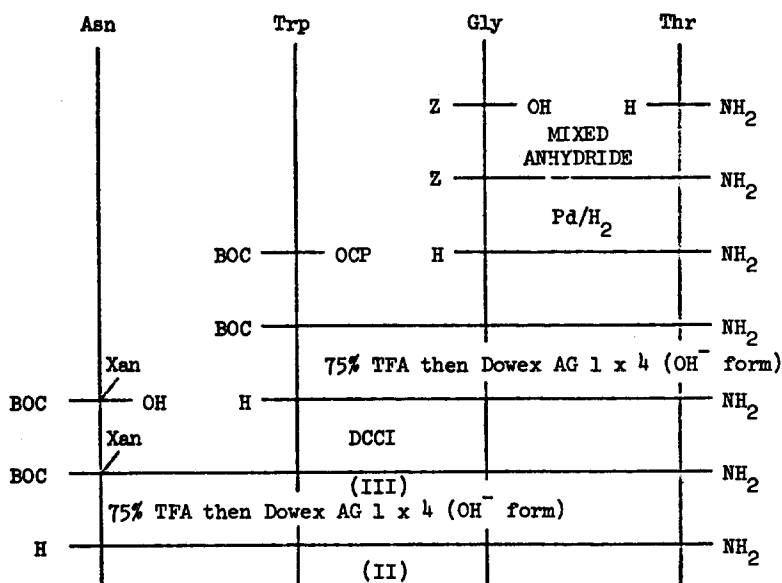 Asn Trp Gly Thr
Z OH H NH2
MIXED
ANHYDRIDE
Z NH2
Pd/H2
BOC OCP H NH2
BOC NH2
75% TFA then Dowex AG 1 x 4 (OH− form)
Xan
BOC OH H NH2
DCCI
Xan
BOC NH2
(III)
75% TFA then Dowex AG 1 x 4 (OH− form)
H NH2
(II)